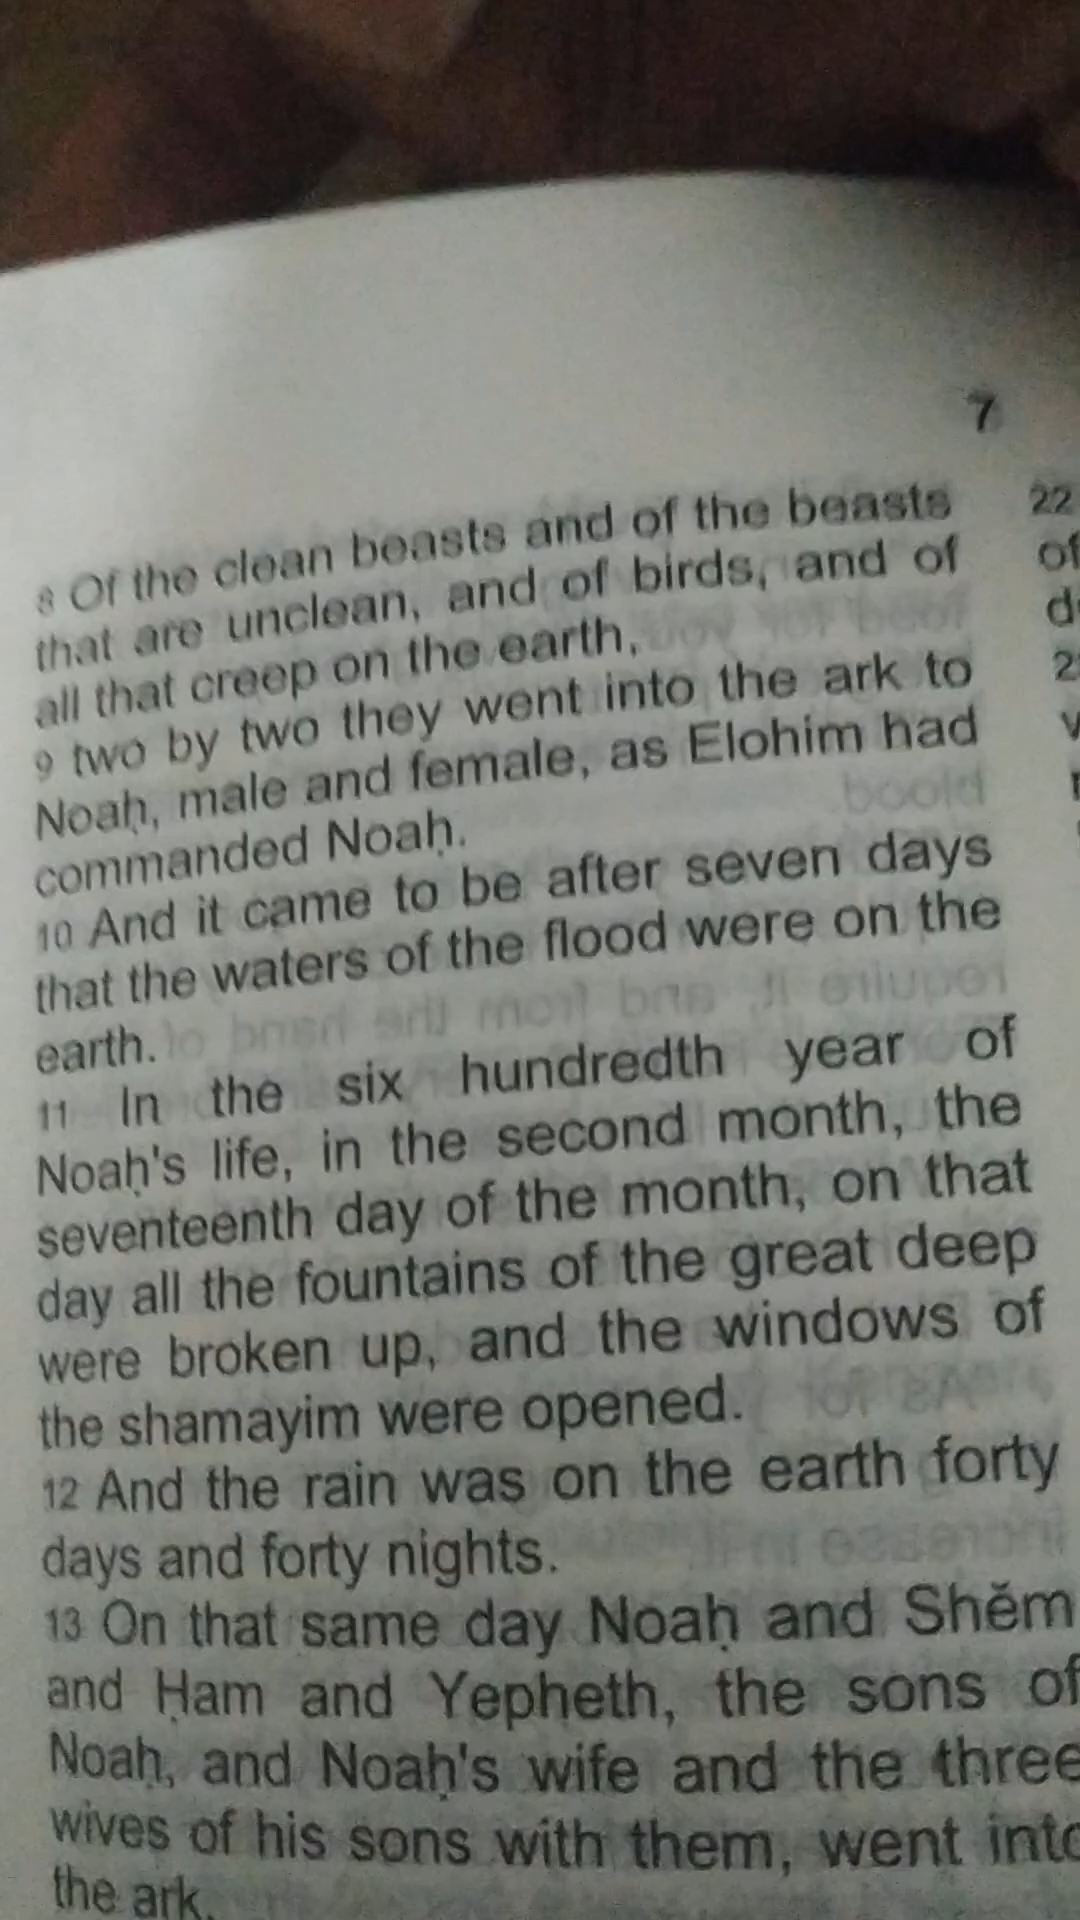 7
8 Of the clean beasts and of the beasts
that are unclean, and of birds, and of
all that creep on the earth,
9 two by two they went into the ark to
Noaḥ, male and female, as Elohim had
commanded Noaḥ.
10 And it came to be after seven days
that the waters of the flood were on the
earth.
11 In the six hundredth year of
Noaḥ's life, in the second month, the
seventeenth day of the month, on that
day all the fountains of the great deep
were broken up, and the windows of
the shamayim were opened.
12 And the rain was on the earth forty
days and forty nights.
13 On that same day Noaḥ and Shĕm
and Ḥam and Yepheth, the sons of
Noaḥ, and Noaḥ's wife and the three
wives of his sons with them, went into
the ark.
22
of